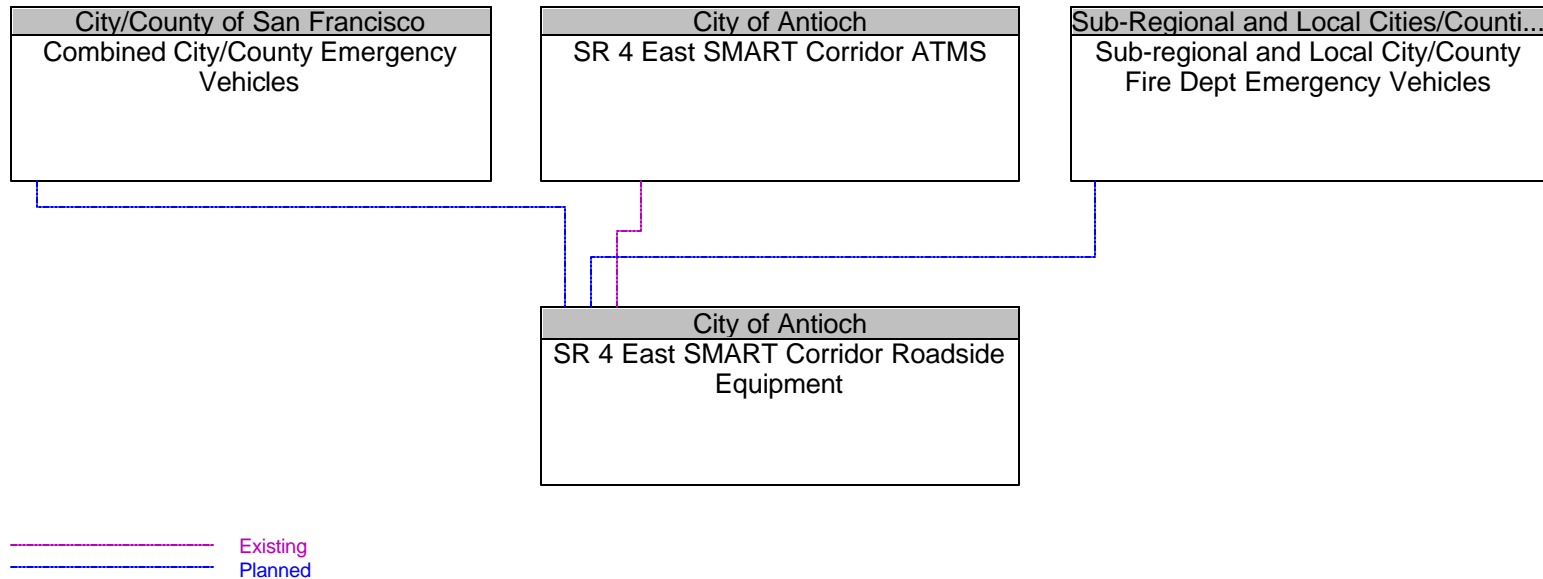 City/County of San Francisco
Combined City/County Emergency
Vehicles
City of Antioch
SR 4 East SMART Corridor ATMS
Sub-Regional and Local Cities/Counti...
Sub-regional and Local City/County
Fire Dept Emergency Vehicles
City of Antioch
SR 4 East SMART Corridor Roadside
Equipment
Existing
Planned